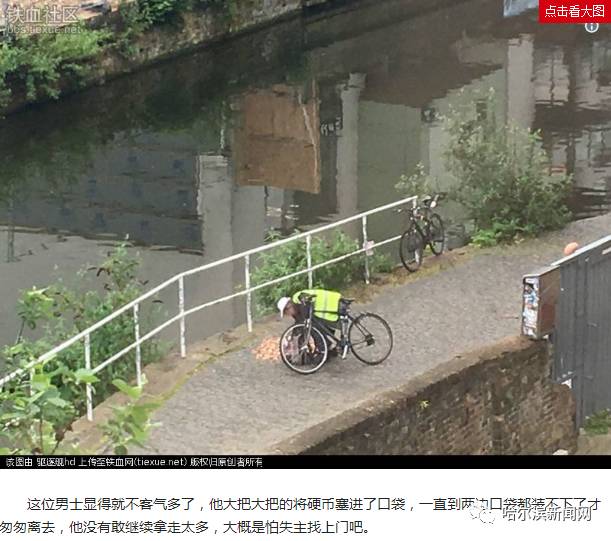 铁血社区
bbs.tiexue.net
点击看大图
该图由 驱逐舰hd 上传至铁血网(tiexue.net) 版权归原创者所有
这位男士显得就不客气多了，他大把大把的将硬币塞进了口袋，一直到两边口袋都装不下了才
匆匆离去，他没有敢继续拿走太多，大概是怕失主找上门吧。
哈尔滨新闻网